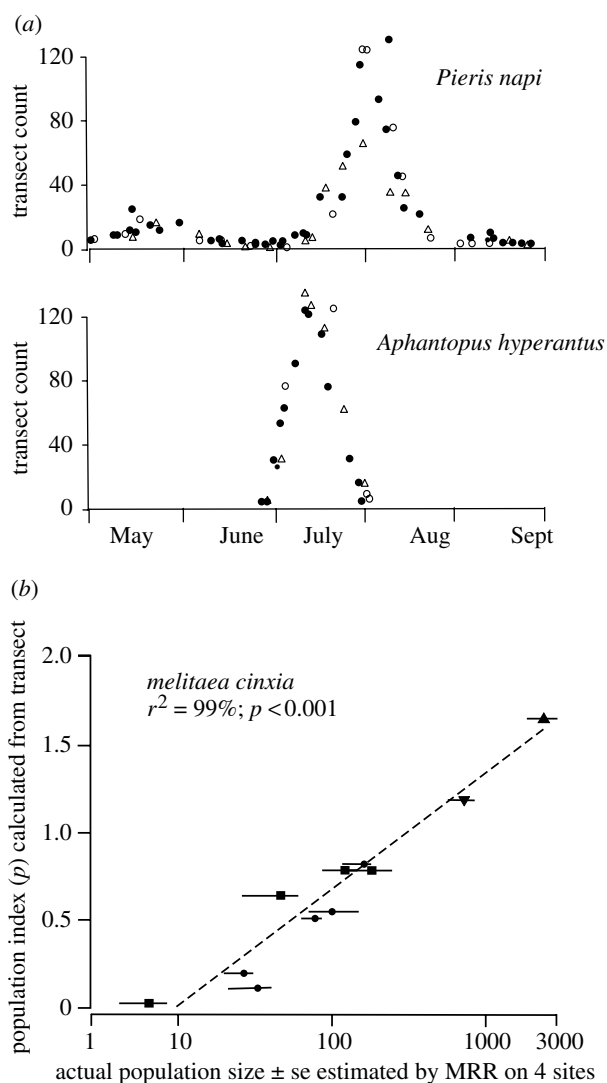 (a)
120
80
40
0
transect count
Pieris napi
120
80
40
0
transect count
Aphantopus hyperantus
May June July Aug Sept
(b)
2.0
1.5
1.0
0.5
0
population index (p) calculated from transect
melitaea cinxia
r² = 99%; p <0.001
1 10 100 1000 3000
actual population size ± se estimated by MRR on 4 sites